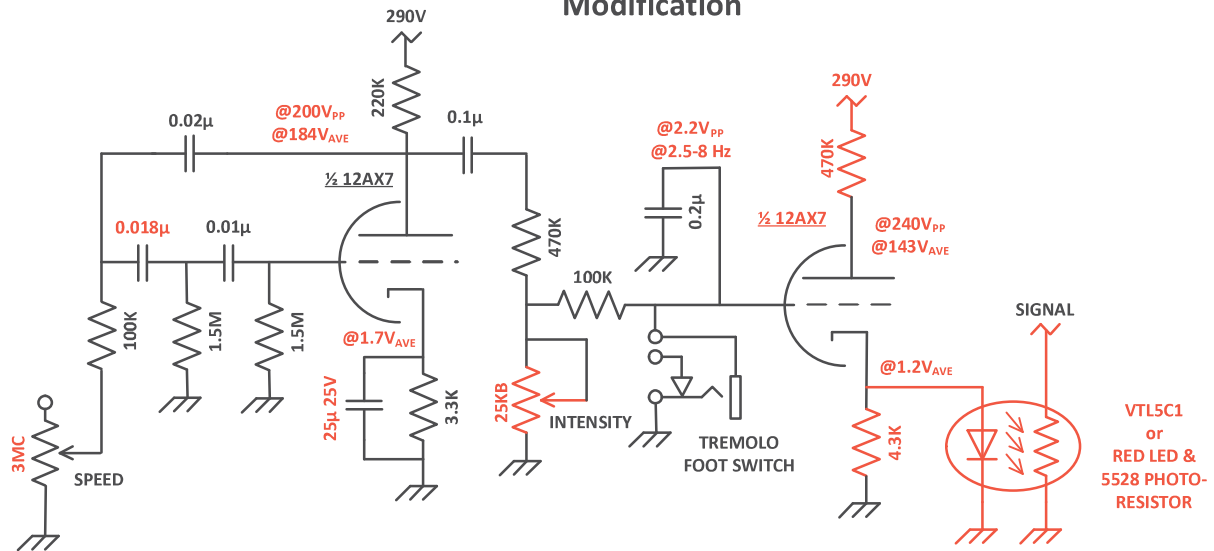 Modification
290V
220K
0.02µ
@200VPP
@184VAVE
0.1µ
½ 12AX7
0.018µ
0.01µ
100K
1.5M
1.5M
@1.7VAVE
25µ 25V
3.3K
3MC
SPEED
470K
100K
25KB
INTENSITY
@2.2VPP
@2.5-8 Hz
0.2µ
TREMOLO
FOOT SWITCH
290V
470K
½ 12AX7
@240VPP
@143VAVE
@1.2VAVE
4.3K
SIGNAL
VTL5C1
or
RED LED &
5528 PHOTO-
RESISTOR